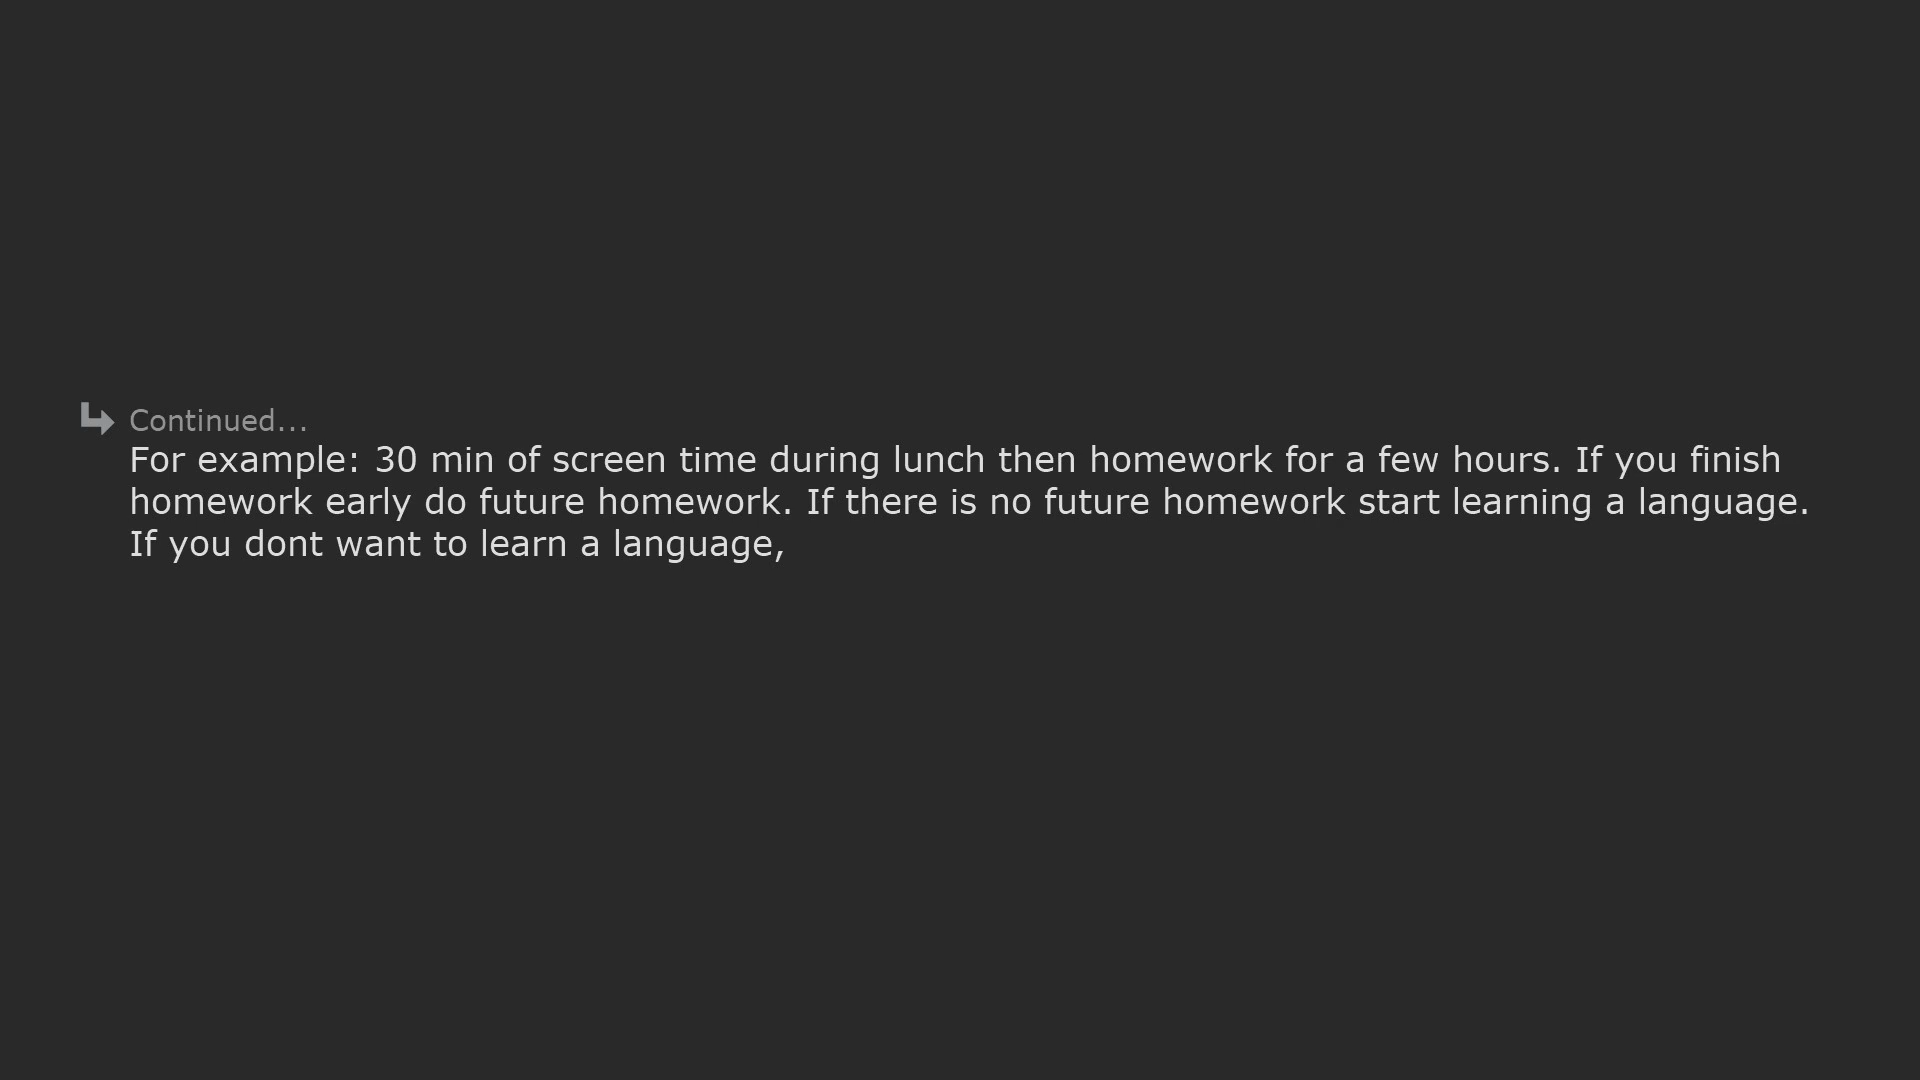 Continued...
For example: 30 min of screen time during lunch then homework for a few hours. If you finish
homework early do future homework. If there is no future homework start learning a language.
If you dont want to learn a language,